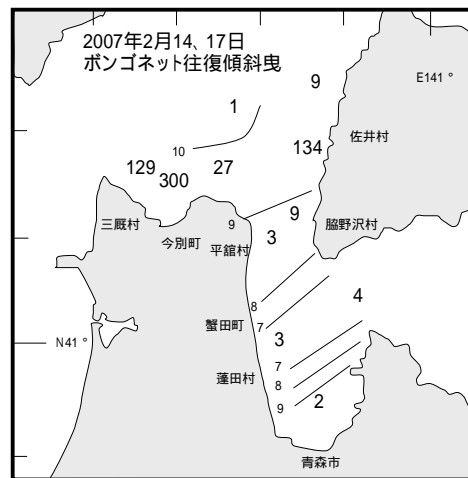 2007年2月14、17日
ボンゴネット往復傾斜曳
9
E141°
1
134
佐井村
10
129
300
27
三厩村
今別町
平舘村
9
9
3
脇野沢村
8
4
蟹田町
7
3
N41°
7
蓬田村
8
9
2
青森市